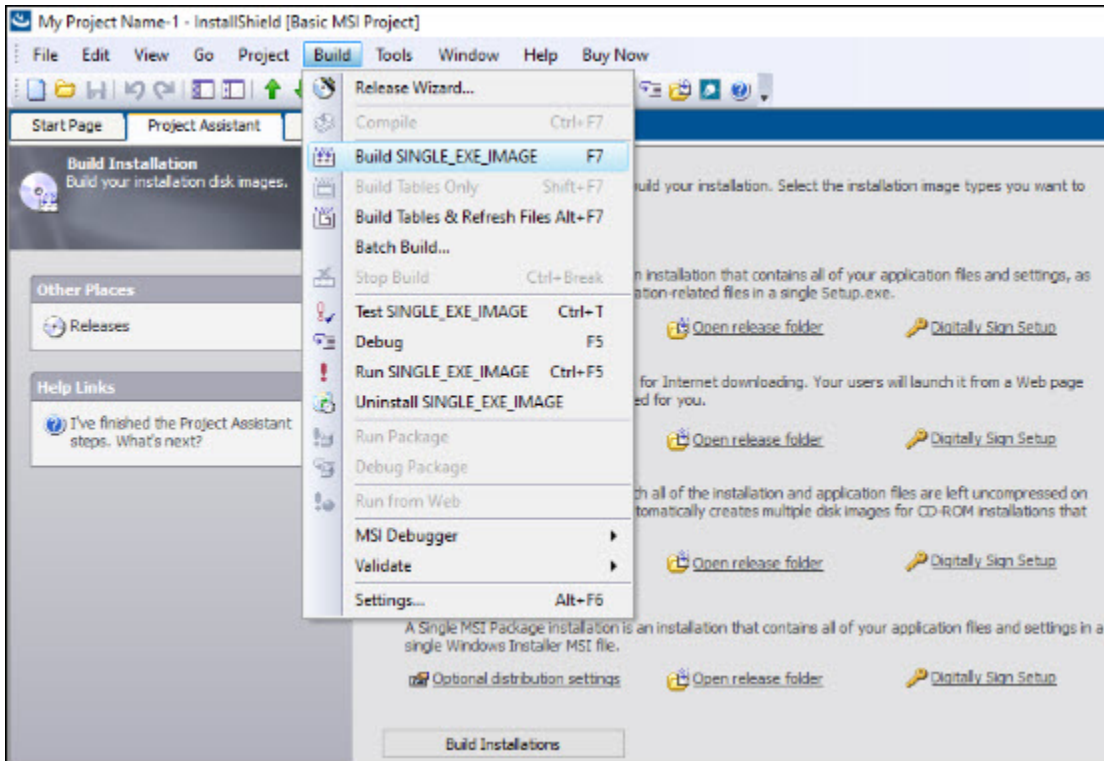 My Project Name-1 - InstallShield [Basic MSI Project]
File Edit View Go Project Build Tools Window Help Buy Now
Start Page Project Assistant
Build Installation
Build your installation disk images.
Other Places
Releases
Help Links
I've finished the Project Assistant
steps. What's next?
Release Wizard...
Compile Ctrl+F7
Build SINGLE_EXE_IMAGE F7
Build Tables Only Shift+F7
Build Tables & Refresh Files Alt+F7
Batch Build...
Stop Build Ctrl+Break
Test SINGLE_EXE_IMAGE Ctrl+T
Debug F5
Run SINGLE_EXE_IMAGE Ctrl+F5
Uninstall SINGLE_EXE_IMAGE
Run Package
Debug Package
Run from Web
MSI Debugger
Validate
Settings... Alt+F6
your installation. Select the installation image types you want to
installation that contains all of your application files and settings, as
files in a single Setup.exe.
Open release folder Digitally Sign Setup
for Internet downloading. Your users will launch it from a Web page
for you.
Open release folder Digitally Sign Setup
all of the installation and application files are left uncompressed on
creates multiple disk images for CD-ROM installations that
Open release folder Digitally Sign Setup
A Single MSI Package installation is an installation that contains all of your application files and settings in a
single Windows Installer MSI file.
Optional distribution settings Open release folder Digitally Sign Setup
Build Installations